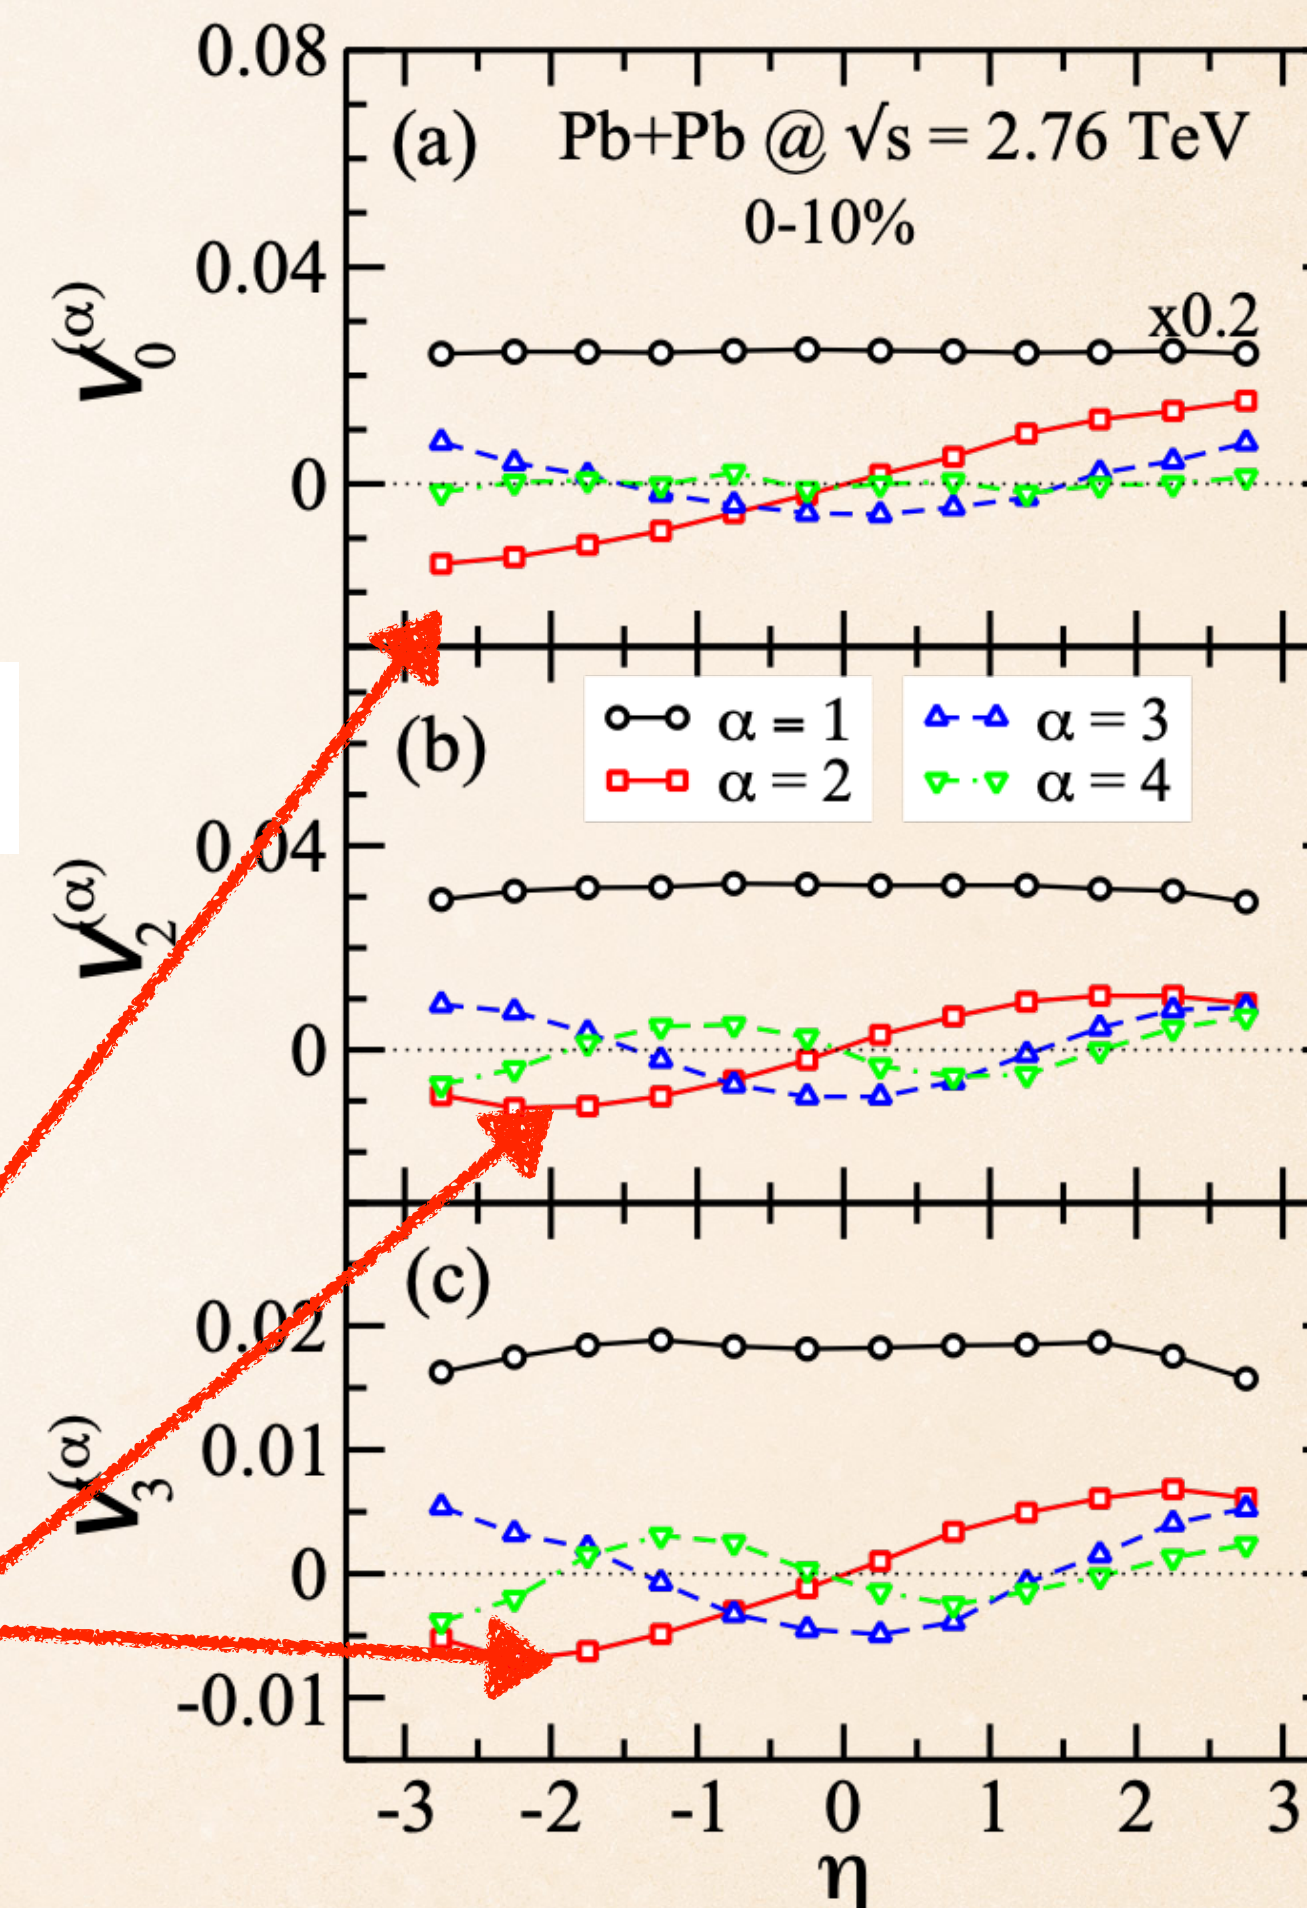 0.08
(a) Pb+Pb @ √s = 2.76 TeV
0-10%
0.04
V₀⁽ᵅ⁾
x0.2
0
(b)
α = 1 α = 3
α = 2 α = 4
0.04
V₂⁽ᵅ⁾
0
(c)
0.02
0.01
V₃⁽ᵅ⁾
0
-0.01
-3 -2 -1 0 1 2 3
η